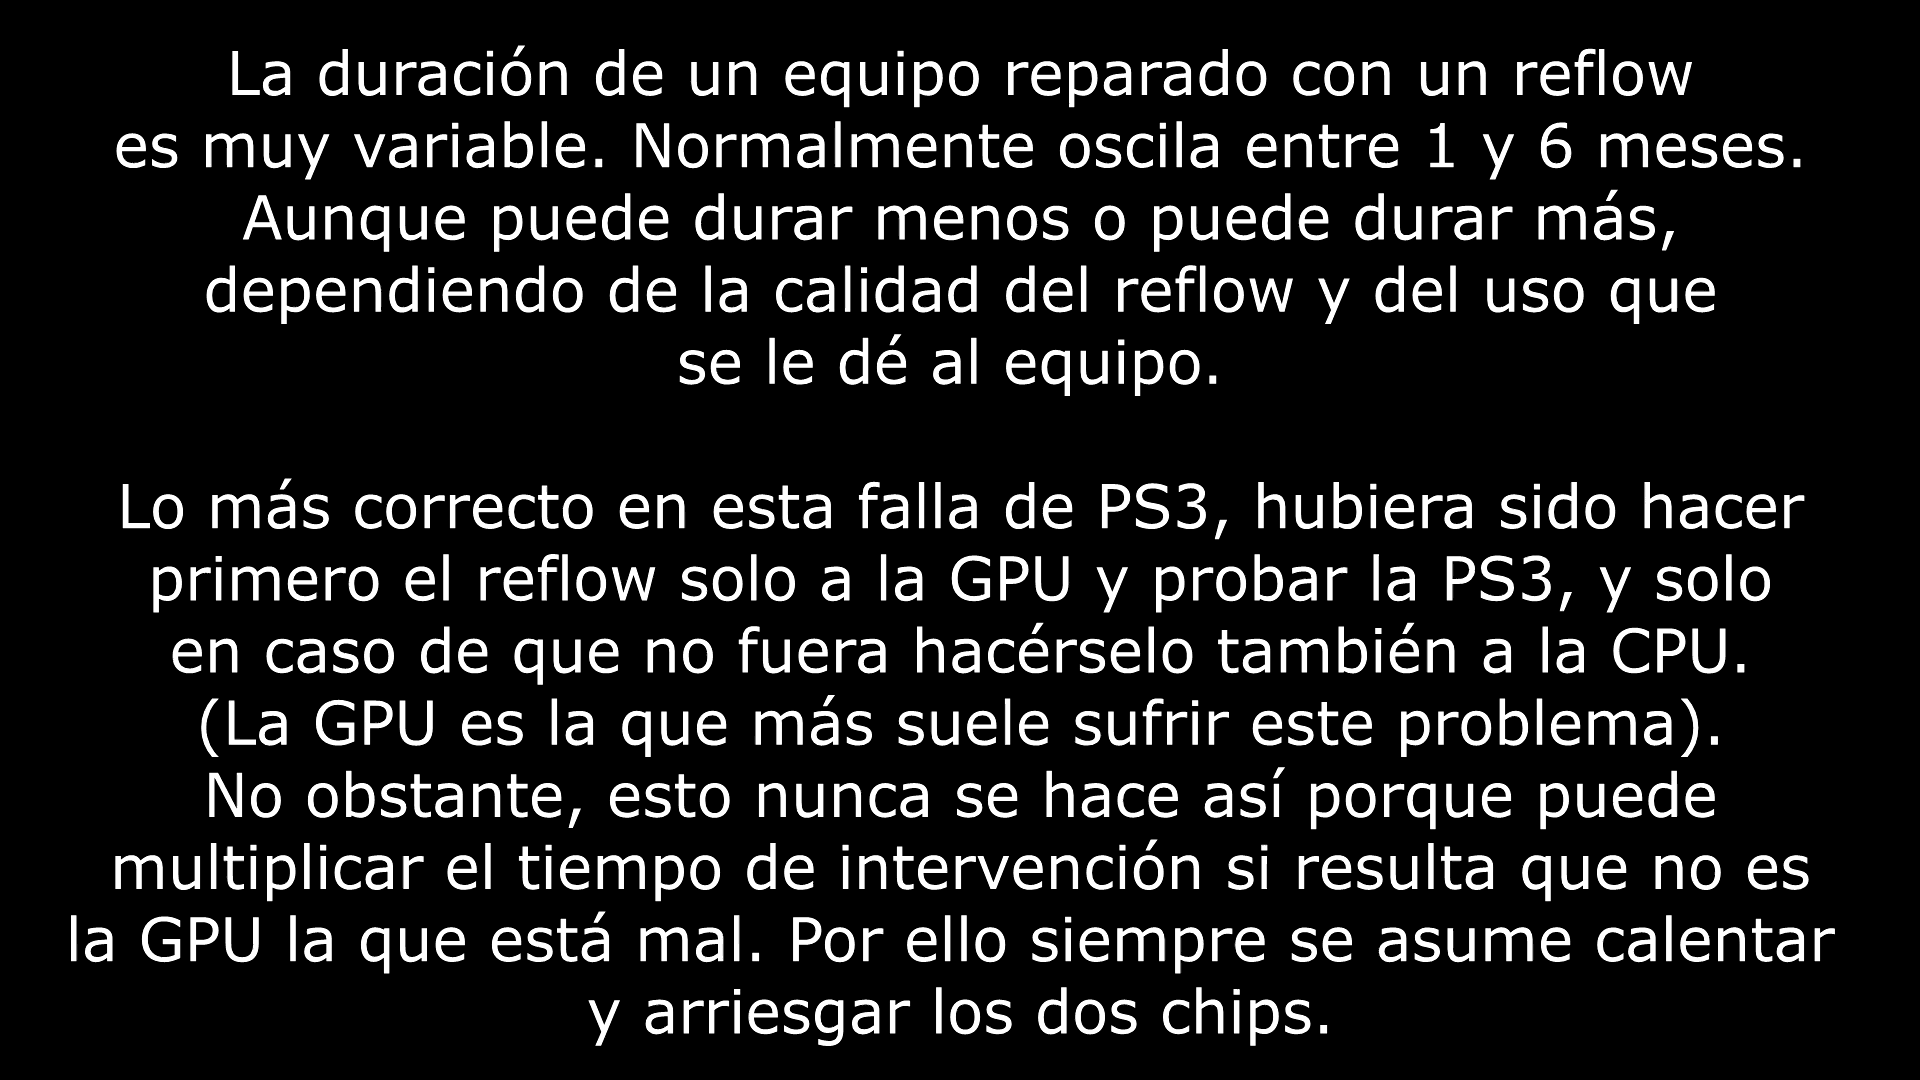 La duración de un equipo reparado con un reflow
es muy variable. Normalmente oscila entre 1 y 6 meses.
Aunque puede durar menos o puede durar más,
dependiendo de la calidad del reflow y del uso que
se le dé al equipo.
Lo más correcto en esta falla de PS3, hubiera sido hacer
primero el reflow solo a la GPU y probar la PS3, y solo
en caso de que no fuera hacérselo también a la CPU.
(La GPU es la que más suele sufrir este problema).
No obstante, esto nunca se hace así porque puede
multiplicar el tiempo de intervención si resulta que no es
la GPU la que está mal. Por ello siempre se asume calentar
y arriesgar los dos chips.